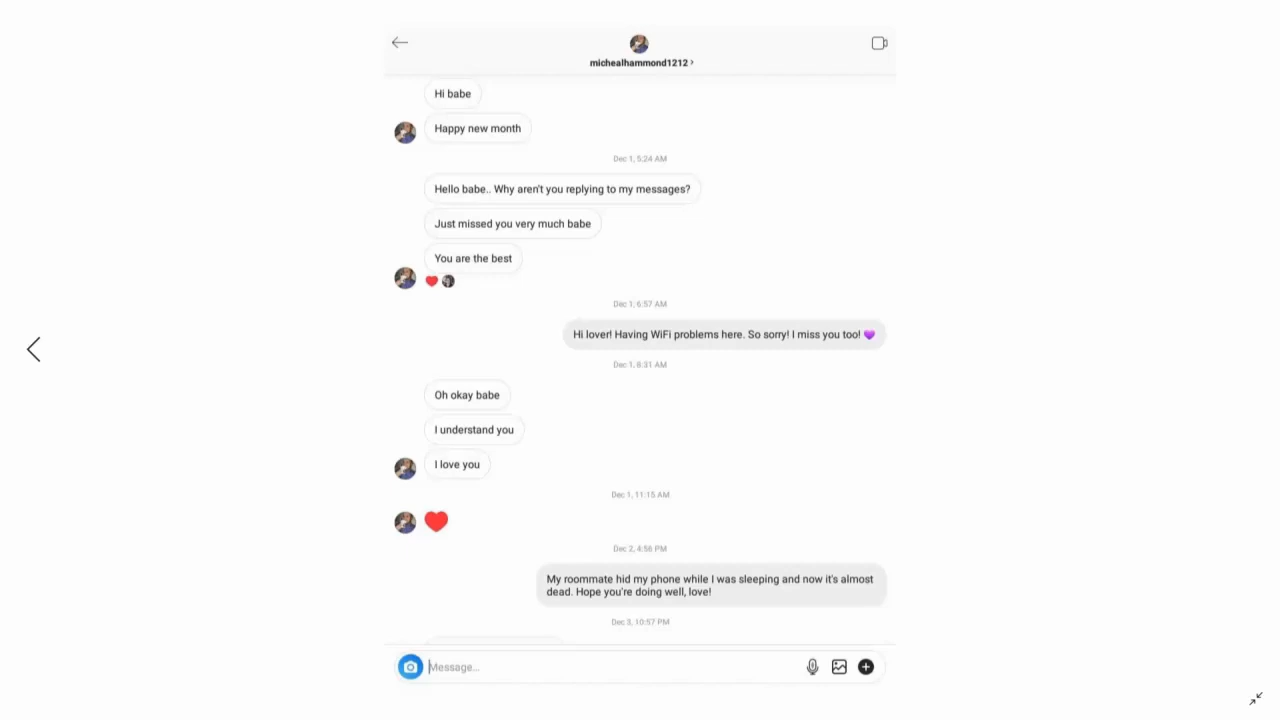 michealhammond1212 ›
Hi babe
Happy new month
Dec 1, 5:24 AM
Hello babe.. Why aren't you replying to my messages?
Just missed you very much babe
You are the best
Dec 1, 6:57 AM
Hi lover! Having WiFi problems here. So sorry! I miss you too! 💜
Dec 1, 8:31 AM
Oh okay babe
I understand you
I love you
Dec 1, 11:15 AM
Dec 2, 4:56 PM
My roommate hid my phone while I was sleeping and now it's almost
dead. Hope you're doing well, love!
Dec 3, 10:57 PM
Message...